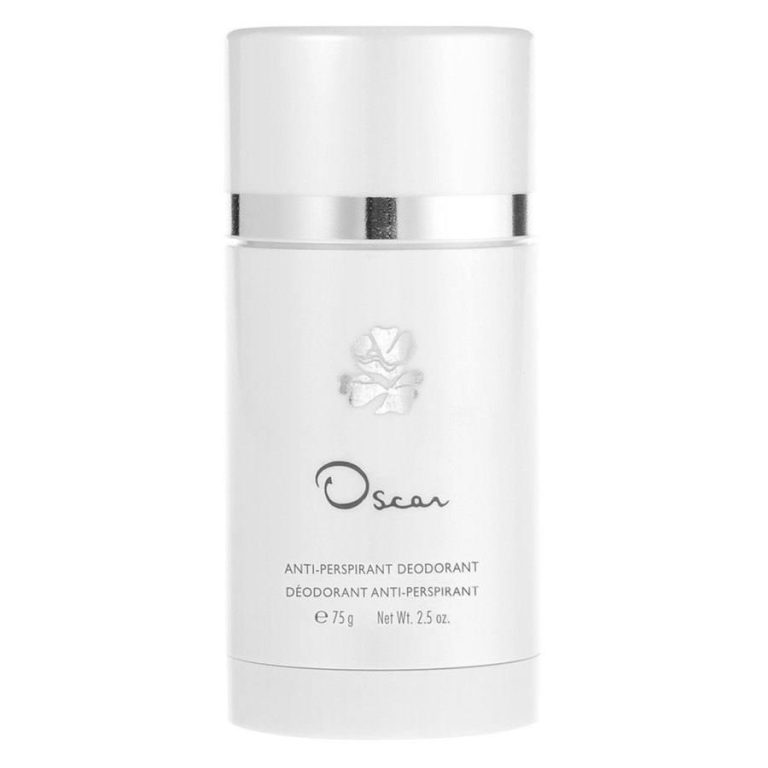 Oscar
ANTI-PERSPIRANT DEODORANT
DÉODORANT ANTI-PERSPIRANT
℮ 75 g Net Wt. 2.5 oz.